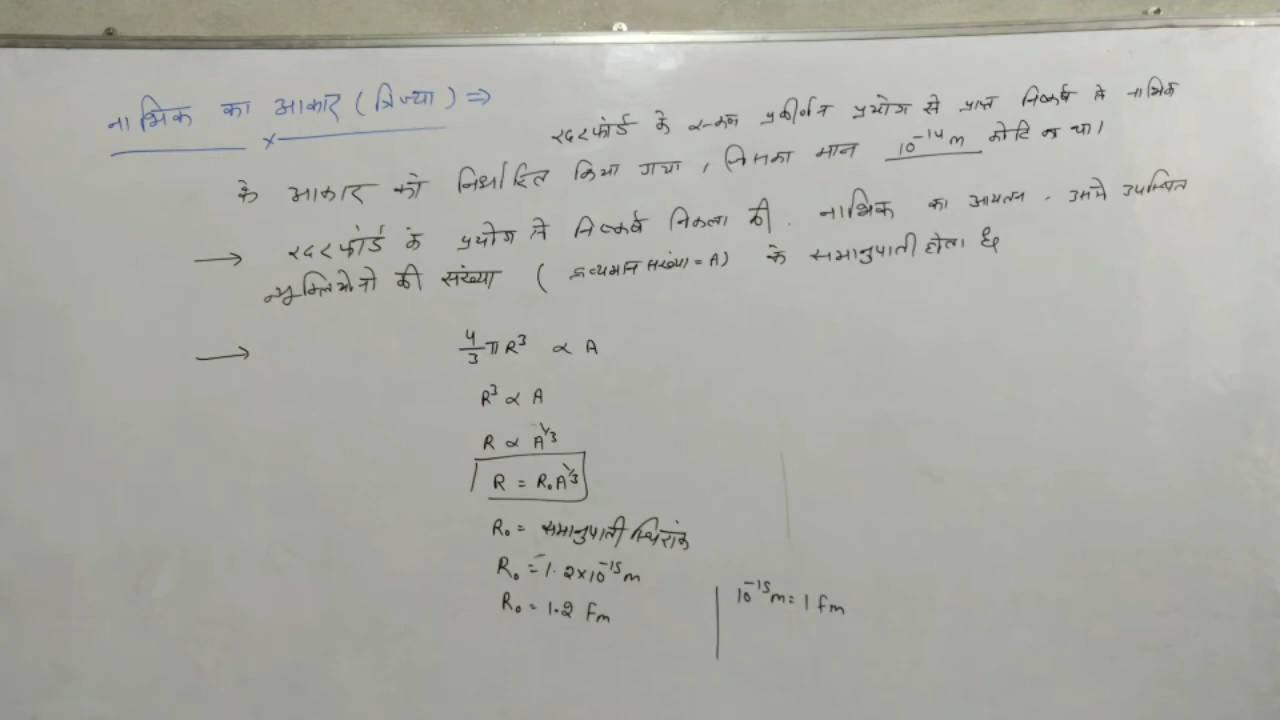 नाभिक का आकार (त्रिज्या) ⇒
रदरफोर्ड के α-कण प्रकीर्णन प्रयोग से प्राप्त निष्कर्ष से नाभिक
के आकार को निर्धारित किया गया, जिसका मान 10⁻¹⁴ m कोटि का था।
→ रदरफोर्ड के प्रयोग से निष्कर्ष निकला की नाभिक का आयतन उसमे उपस्थित
न्यूक्लियोनो की संख्या ( द्रव्यमान संख्या = A) के समानुपाती होता है
→ 4/3 πR³ ∝ A
R³ ∝ A
R ∝ A^1/3
R = R₀A^1/3
R₀ = समानुपाती स्थिरांक
R₀ = 1.2×10⁻¹⁵ m
R₀ = 1.2 Fm
10⁻¹⁵ m = 1 fm